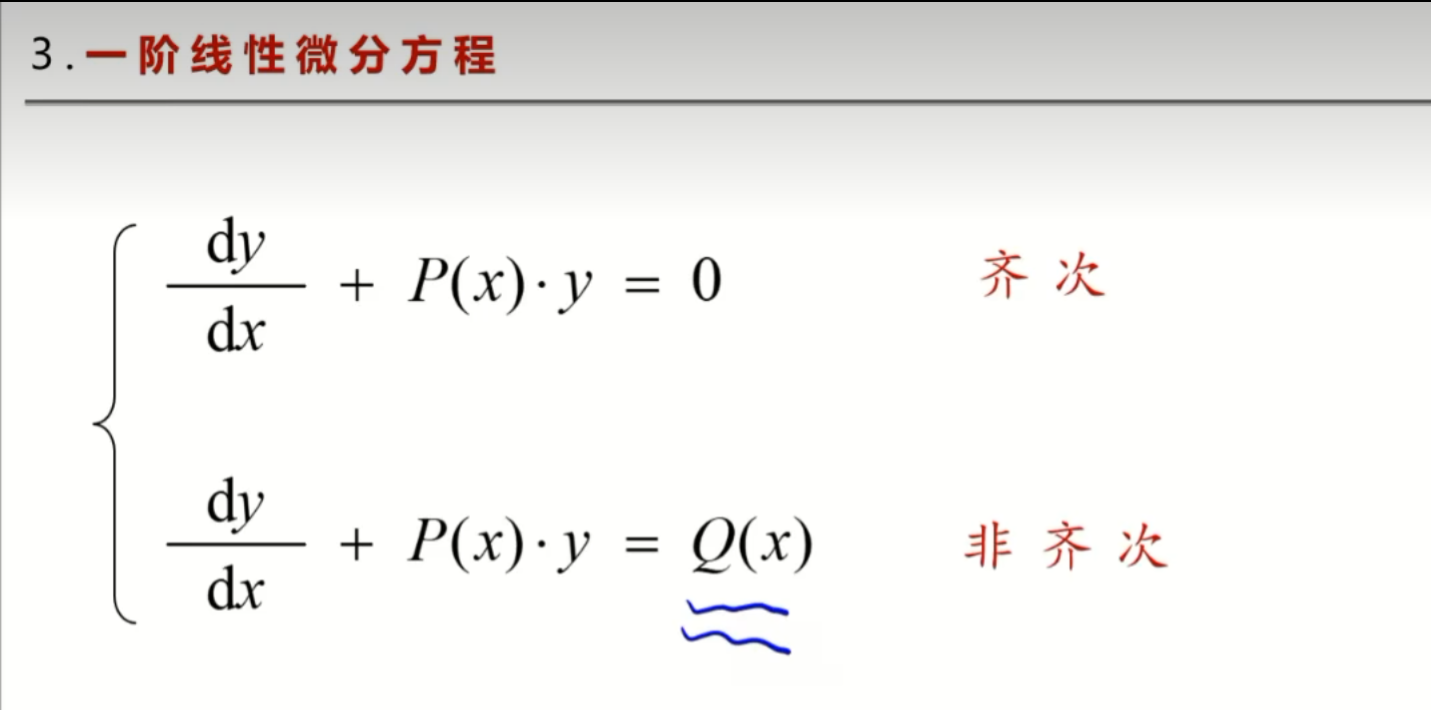 3.一阶线性微分方程
dy/dx + P(x)·y = 0 齐次
dy/dx + P(x)·y = Q(x) 非齐次